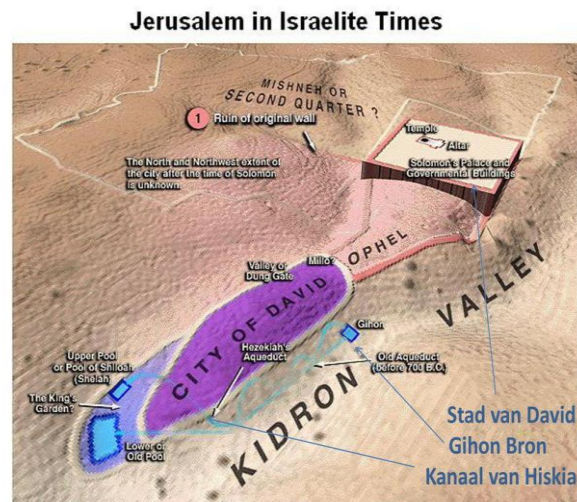 Jerusalem in Israelite Times
MISHNEH OR
SECOND QUARTER ?
1 Ruin of original wall
Temple
Altar
Solomon's Palace and
Governmental Buildings
The North and Northwest extent of
the city after the time of Solomon
is unknown
OPHEL
Millo?
Valley or
Dung Gate
CITY OF DAVID
VALLEY
Gihon
Hezekiah's
Aqueduct
Old Aqueduct
(before 700 B.C.)
Upper Pool
or Pool of Shiloah
(Shelah)
The King's
Garden?
KIDRON
Lower or
Old Pool
Stad van David
Gihon Bron
Kanaal van Hiskia